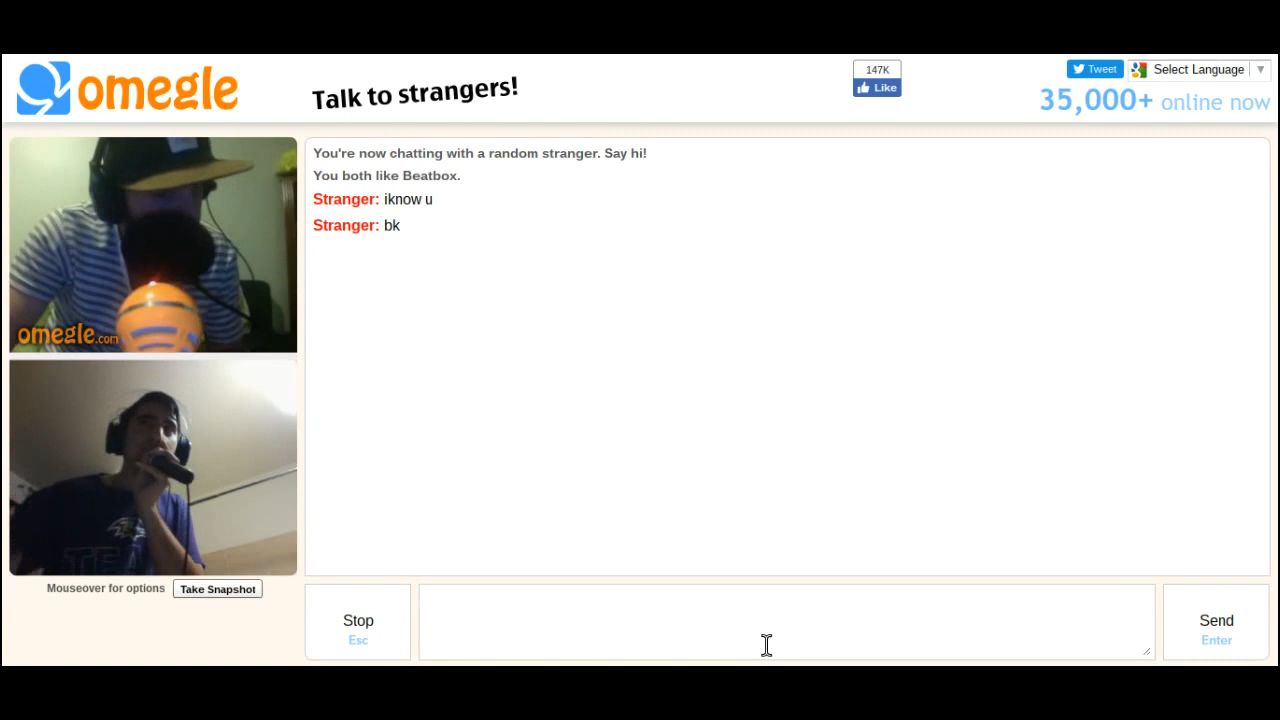 omegle
Talk to strangers!
147K
Like
Tweet
Select Language
35,000+ online now
You're now chatting with a random stranger. Say hi!
You both like Beatbox.
Stranger: iknow u
Stranger: bk
omegle.com
Mouseover for options
Take Snapshot
Stop
Esc
Send
Enter